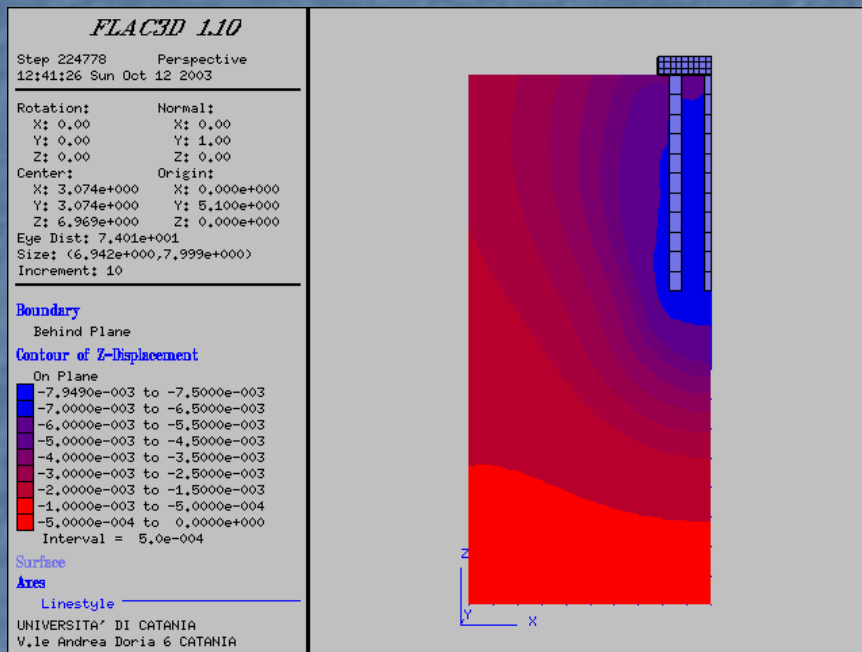 FLAC3D 1.10
Step 224778 Perspective
12:41:26 Sun Oct 12 2003
Rotation: Normal:
X: 0.00 X: 0.00
Y: 0.00 Y: 1.00
Z: 0.00 Z: 0.00
Center: Origin:
X: 3.074e+000 X: 0.000e+000
Y: 3.074e+000 Y: 5.100e+000
Z: 6.969e+000 Z: 0.000e+000
Eye Dist: 7.401e+001
Size: (6.942e+000,7.999e+000)
Increment: 10
Boundary
Behind Plane
Contour of Z-Displacement
On Plane
-7.9490e-003 to -7.5000e-003
-7.0000e-003 to -6.5000e-003
-6.0000e-003 to -5.5000e-003
-5.0000e-003 to -4.5000e-003
-4.0000e-003 to -3.5000e-003
-3.0000e-003 to -2.5000e-003
-2.0000e-003 to -1.5000e-003
-1.0000e-003 to -5.0000e-004
-5.0000e-004 to 0.0000e+000
Interval = 5.0e-004
Surface
Axes
Linestyle
UNIVERSITA' DI CATANIA
V.le Andrea Doria 6 CATANIA
Z
Y
X